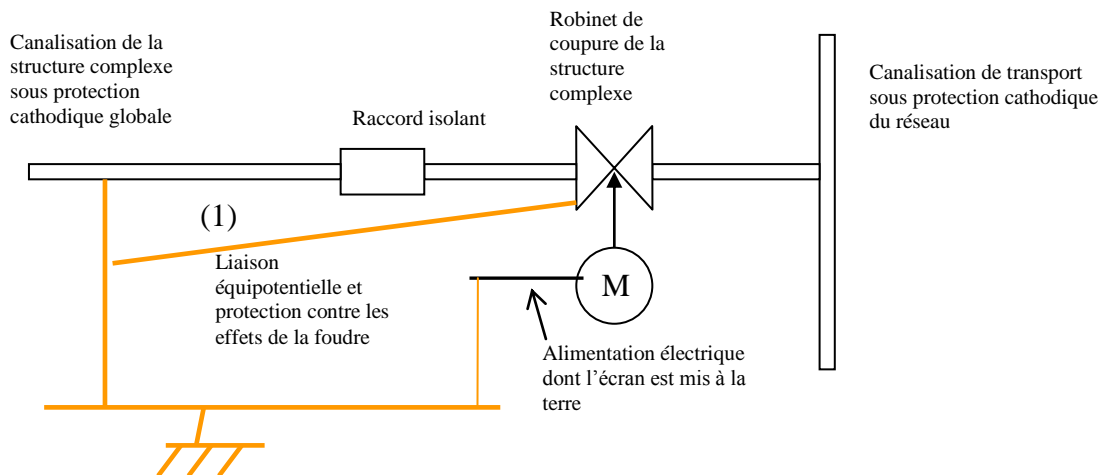 Canalisation de la
structure complexe
sous protection
cathodique globale
Raccord isolant
Robinet de
coupure de la
structure
complexe
Canalisation de transport
sous protection cathodique
du réseau
(1)
Liaison
équipotentielle et
protection contre les
effets de la foudre
M
Alimentation électrique
dont l'écran est mis à la
terre